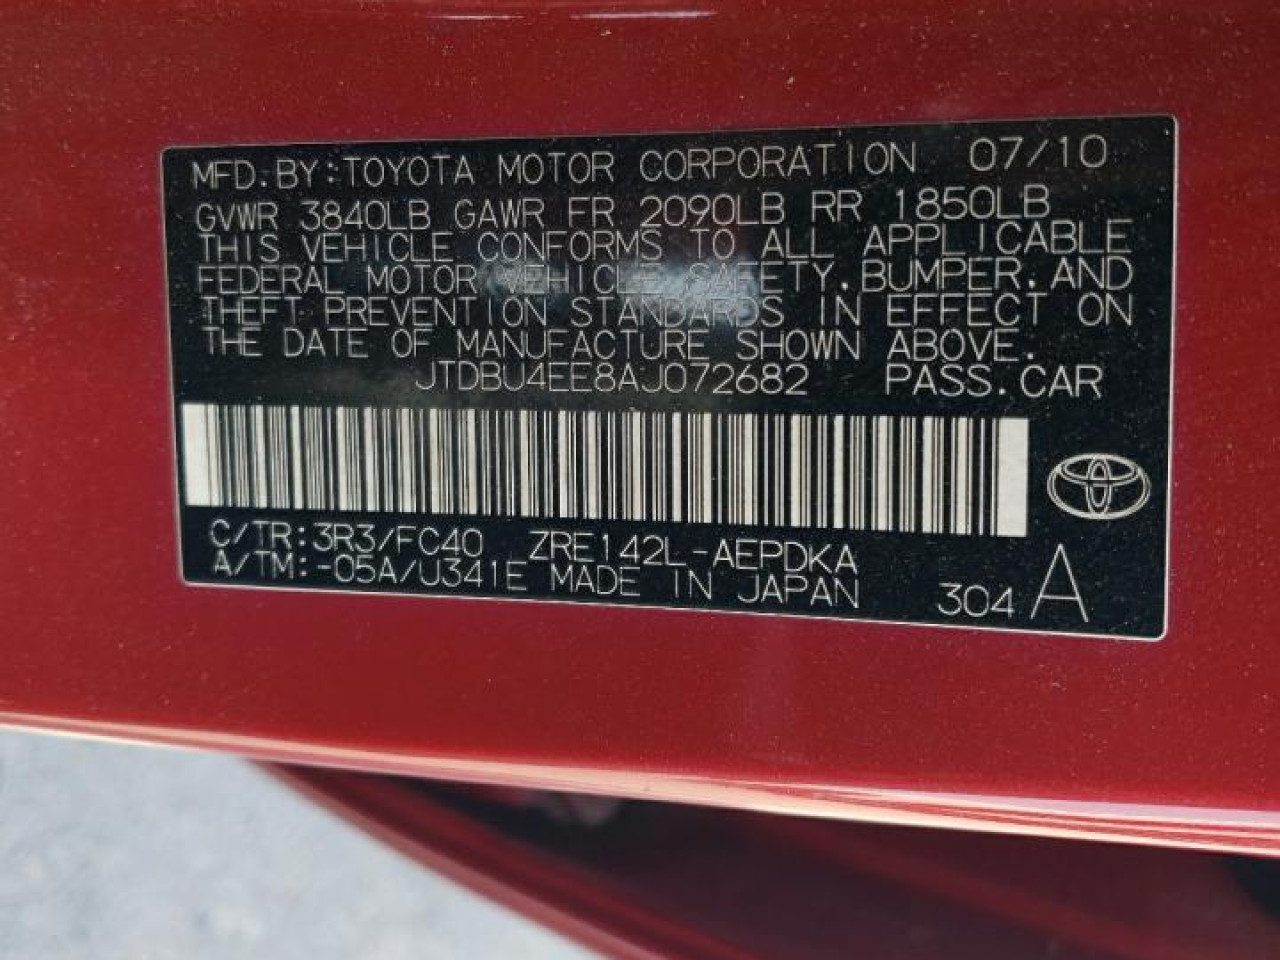 MFD.BY:TOYOTA MOTOR CORPORATION 07/10
GVWR 3840LB GAWR FR 2090LB RR 1850LB
THIS VEHICLE CONFORMS TO ALL APPLICABLE
FEDERAL MOTOR VEHICLE SAFETY.BUMPER.AND
THEFT PREVENTION STANDARDS IN EFFECT ON
THE DATE OF MANUFACTURE SHOWN ABOVE.
JTDBU4EE8AJ072682 PASS.CAR
C/TR:3R3/FC40 ZRE142L-AEPDKA
A/TM:-05A/U341E MADE IN JAPAN 304 A